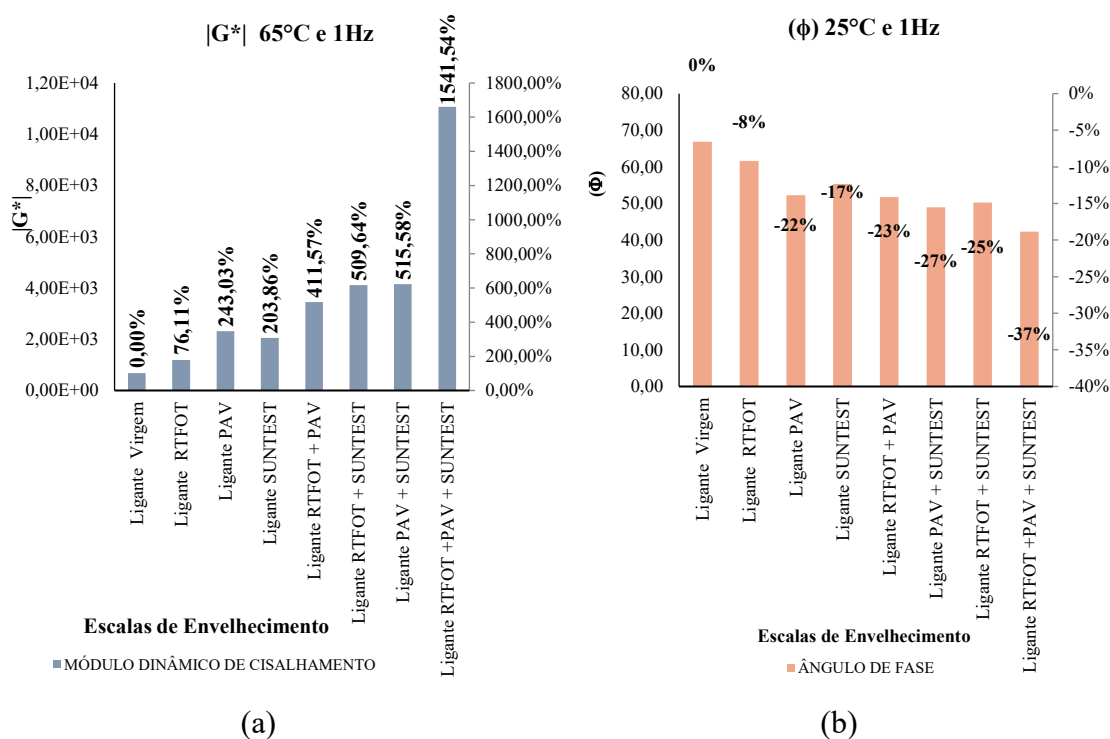 |G*|  65°C e 1Hz
1,20E+04
1,00E+04
8,00E+03
6,00E+03
4,00E+03
2,00E+03
0,00E+00
|G*|
0,00%
76,11%
243,03%
203,86%
411,57%
509,64%
515,58%
1541,54%
1800,00%
1600,00%
1400,00%
1200,00%
1000,00%
800,00%
600,00%
400,00%
200,00%
0,00%
Ligante  Virgem
Ligante  RTFOT
Ligante PAV
Ligante SUNTEST
Ligante RTFOT + PAV
Ligante RTFOT + SUNTEST
Ligante PAV + SUNTEST
Ligante RTFOT +PAV + SUNTEST
Escalas de Envelhecimento
MÓDULO DINÂMICO DE CISALHAMENTO
(a)
(ϕ) 25°C e 1Hz
80,00
70,00
60,00
50,00
40,00
30,00
20,00
10,00
0,00
(Φ)
0%
-8%
-22%
-17%
-23%
-27%
-25%
-37%
0%
-5%
-10%
-15%
-20%
-25%
-30%
-35%
-40%
Ligante  Virgem
Ligante  RTFOT
Ligante PAV
Ligante SUNTEST
Ligante RTFOT + PAV
Ligante PAV + SUNTEST
Ligante RTFOT + SUNTEST
Ligante RTFOT +PAV + SUNTEST
Escalas de Envelhecimento
ÂNGULO DE FASE
(b)